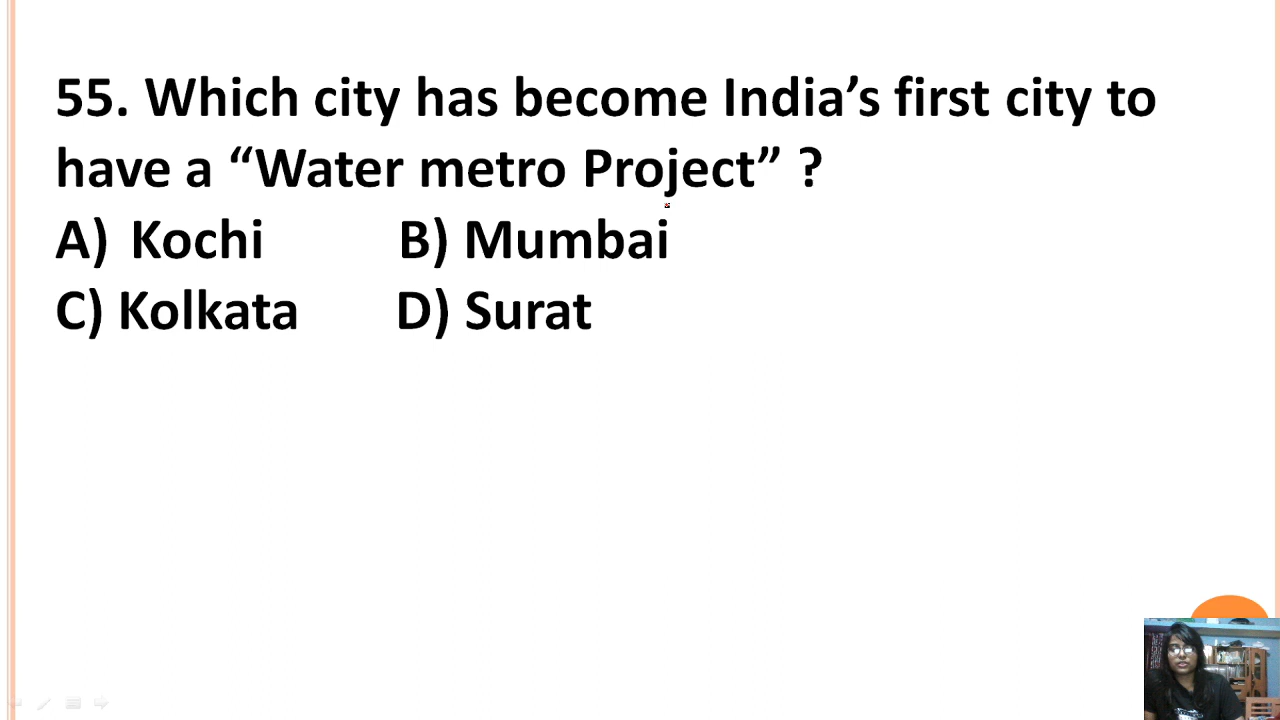 55. Which city has become India’s first city to
have a “Water metro Project” ?
A) Kochi B) Mumbai
C) Kolkata D) Surat